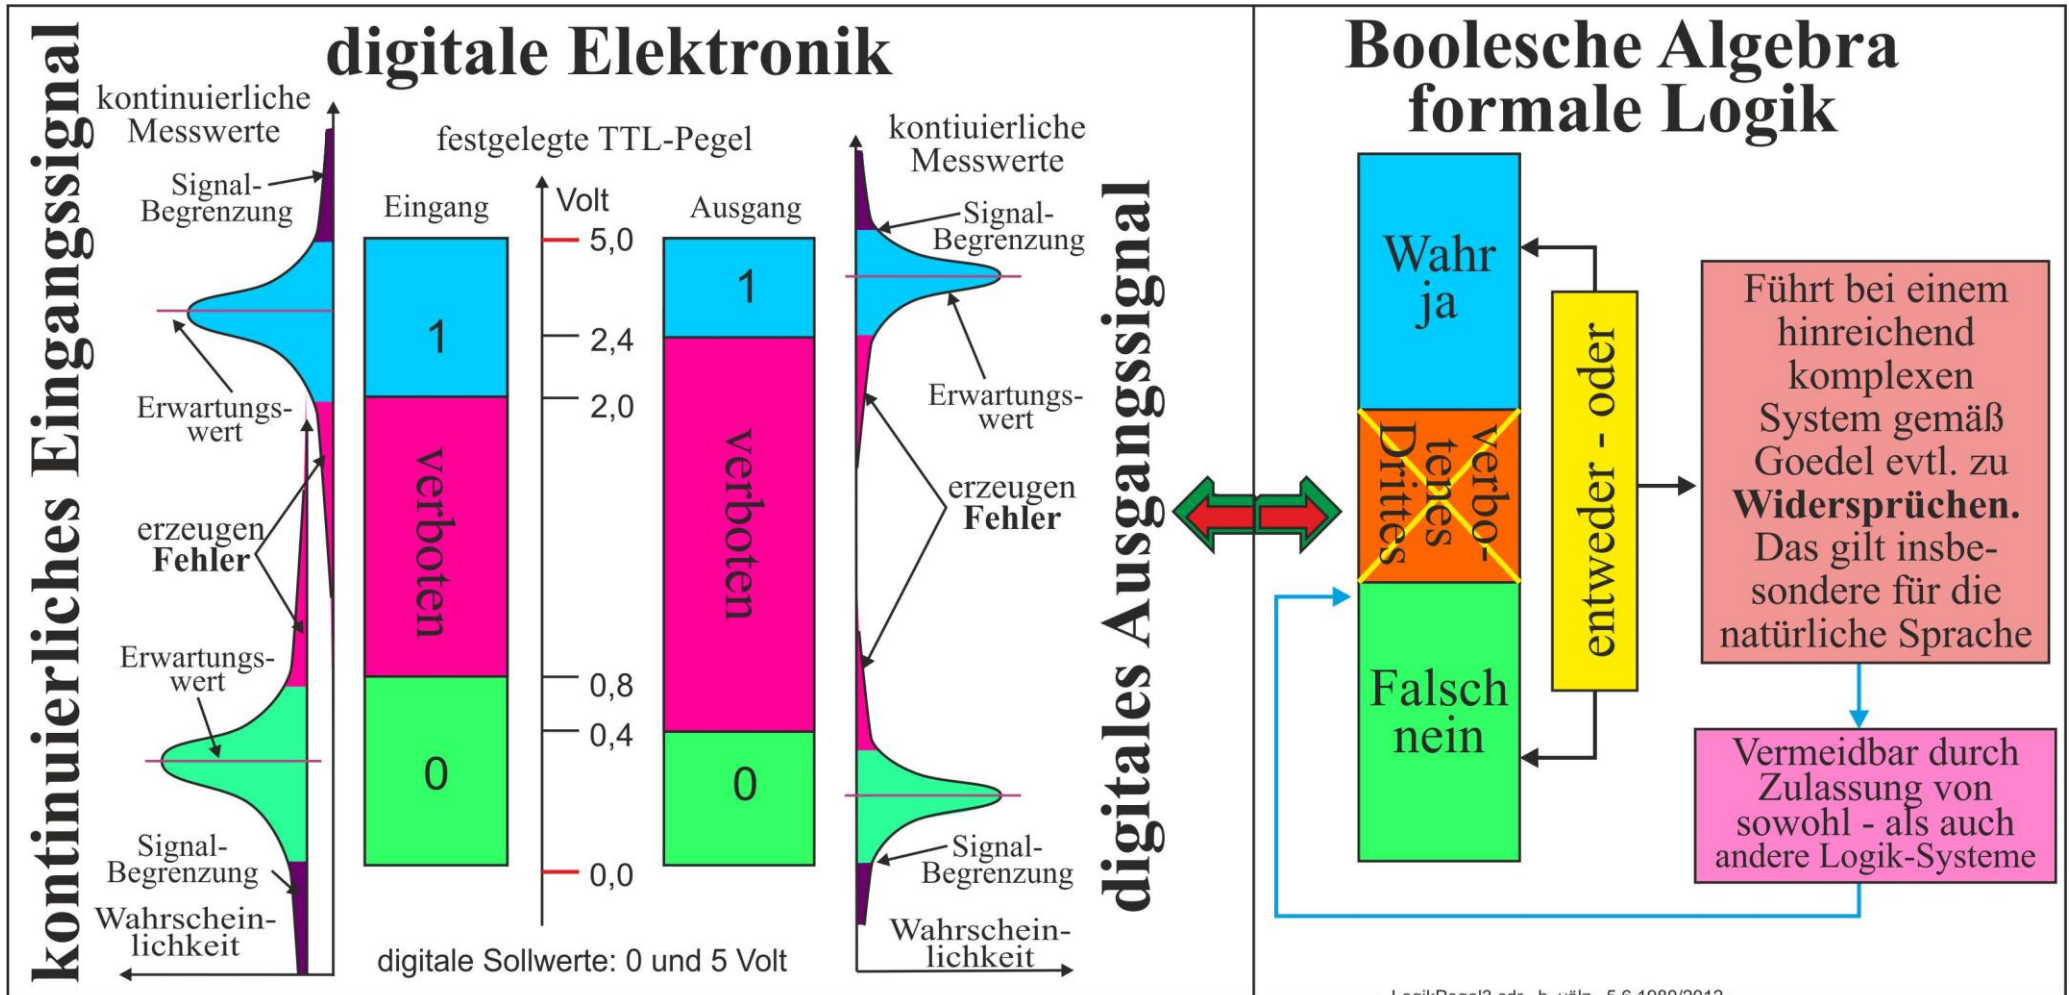 kontinuierliches Eingangssignal
digitale Elektronik
kontinuierliche
Messwerte
Signal-
Begrenzung
Erwartungs-
wert
erzeugen
Fehler
Erwartungs-
wert
Signal-
Begrenzung
Wahrschein-
lichkeit
festgelegte TTL-Pegel
Eingang
1
verboten
0
Volt
5,0
2,4
2,0
0,8
0,4
0,0
Ausgang
1
verboten
0
digitale Sollwerte: 0 und 5 Volt
kontiuierliche
Messwerte
Signal-
Begrenzung
Erwartungs-
wert
erzeugen
Fehler
Signal-
Begrenzung
Wahrschein-
lichkeit
digitales Ausgangssignal
Boolesche Algebra
formale Logik
Wahr
ja
verbo-
tenes
Drittes
Falsch
nein
entweder - oder
Führt bei einem
hinreichend
komplexen
System gemäß
Goedel evtl. zu
Widersprüchen.
Das gilt insbe-
sondere für die
natürliche Sprache
Vermeidbar durch
Zulassung von
sowohl - als auch
andere Logik-Systeme